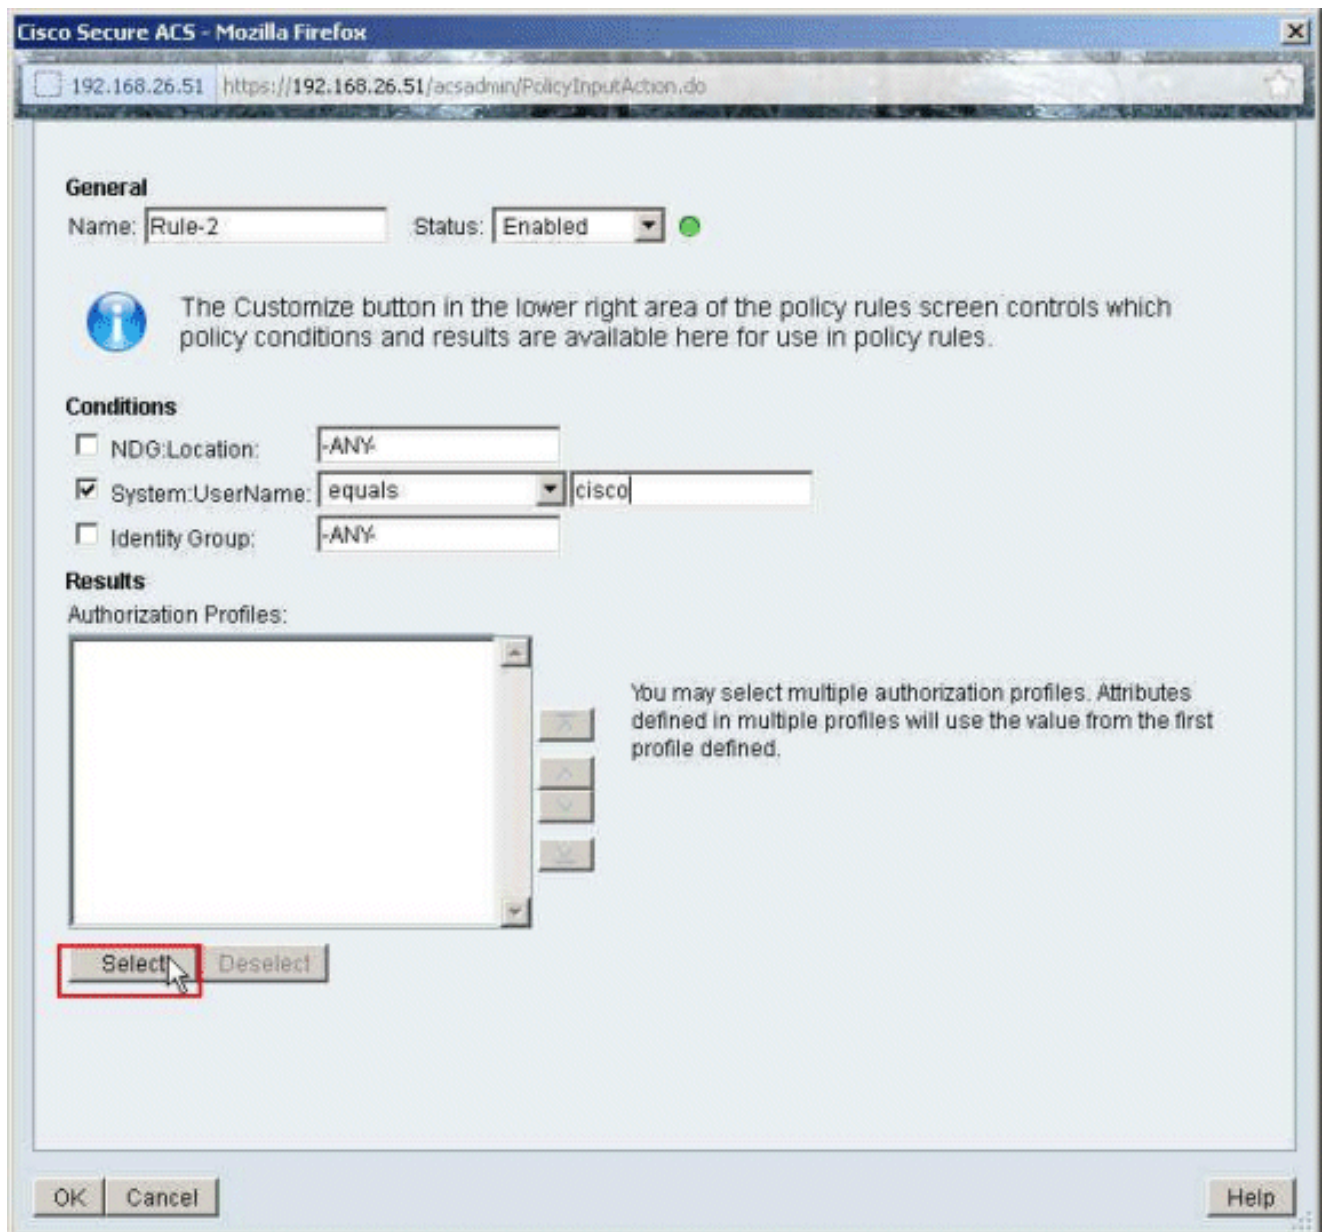 Cisco Secure ACS - Mozilla Firefox
192.168.26.51 https://192.168.26.51/acsadmin/PolicyInputAction.do
General
Name: Rule-2 Status: Enabled
The Customize button in the lower right area of the policy rules screen controls which
policy conditions and results are available here for use in policy rules.
Conditions
NDG:Location: -ANY-
System:UserName: equals cisco
Identity Group: -ANY-
Results
Authorization Profiles:
You may select multiple authorization profiles. Attributes
defined in multiple profiles will use the value from the first
profile defined.
Select Deselect
OK Cancel Help